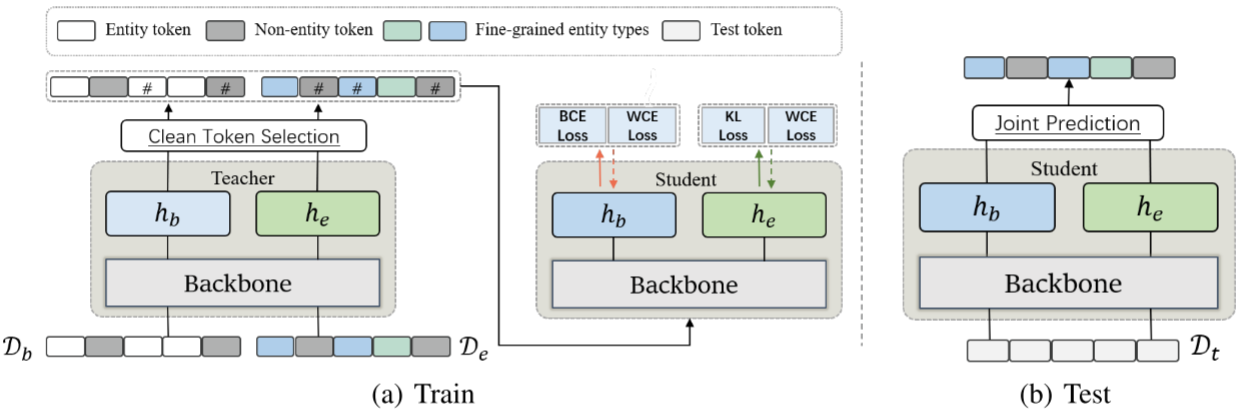 Entity token Non-entity token Fine-grained entity types Test token
# # # # #
Clean Token Selection
Teacher
h_b h_e
Backbone
𝒟_b 𝒟_e
BCE Loss WCE Loss KL Loss WCE Loss
Student
h_b h_e
Backbone
(a) Train
Joint Prediction
Student
h_b h_e
Backbone
𝒟_t
(b) Test